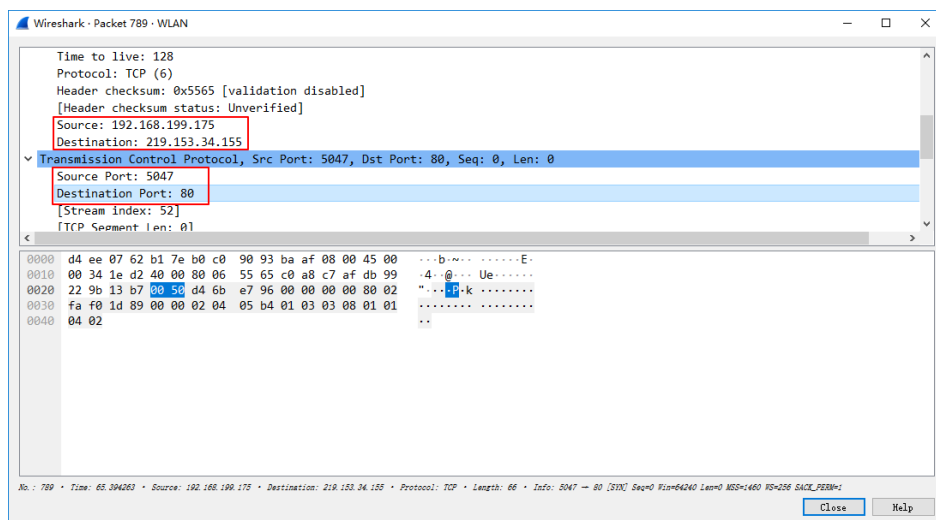 Wireshark · Packet 789 · WLAN
Time to live: 128
Protocol: TCP (6)
Header checksum: 0x5565 [validation disabled]
[Header checksum status: Unverified]
Source: 192.168.199.175
Destination: 219.153.34.155
Transmission Control Protocol, Src Port: 5047, Dst Port: 80, Seq: 0, Len: 0
Source Port: 5047
Destination Port: 80
[Stream index: 52]
[TCP Segment Len: 0]
0000 d4 ee 07 62 b1 7e b0 c0 90 93 ba af 08 00 45 00 ···b·~·· ······E·
0010 00 34 1e d2 40 00 80 06 55 65 c0 a8 c7 af db 99 ·4··@··· Ue······
0020 22 9b 13 b7 00 50 d4 6b e7 96 00 00 00 00 80 02 "····P·k ········
0030 fa f0 1d 89 00 00 02 04 05 b4 01 03 03 08 01 01 ········ ········
0040 04 02 ··
No.: 789 · Time: 65.394263 · Source: 192.168.199.175 · Destination: 219.153.34.155 · Protocol: TCP · Length: 66 · Info: 5047 → 80 [SYN] Seq=0 Win=64240 Len=0 MSS=1460 WS=256 SACK_PERM=1
Close Help